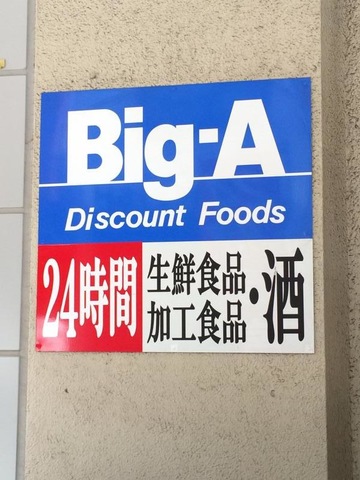 Big-A
Discount Foods
24時間
生鮮食品
加工食品
・酒